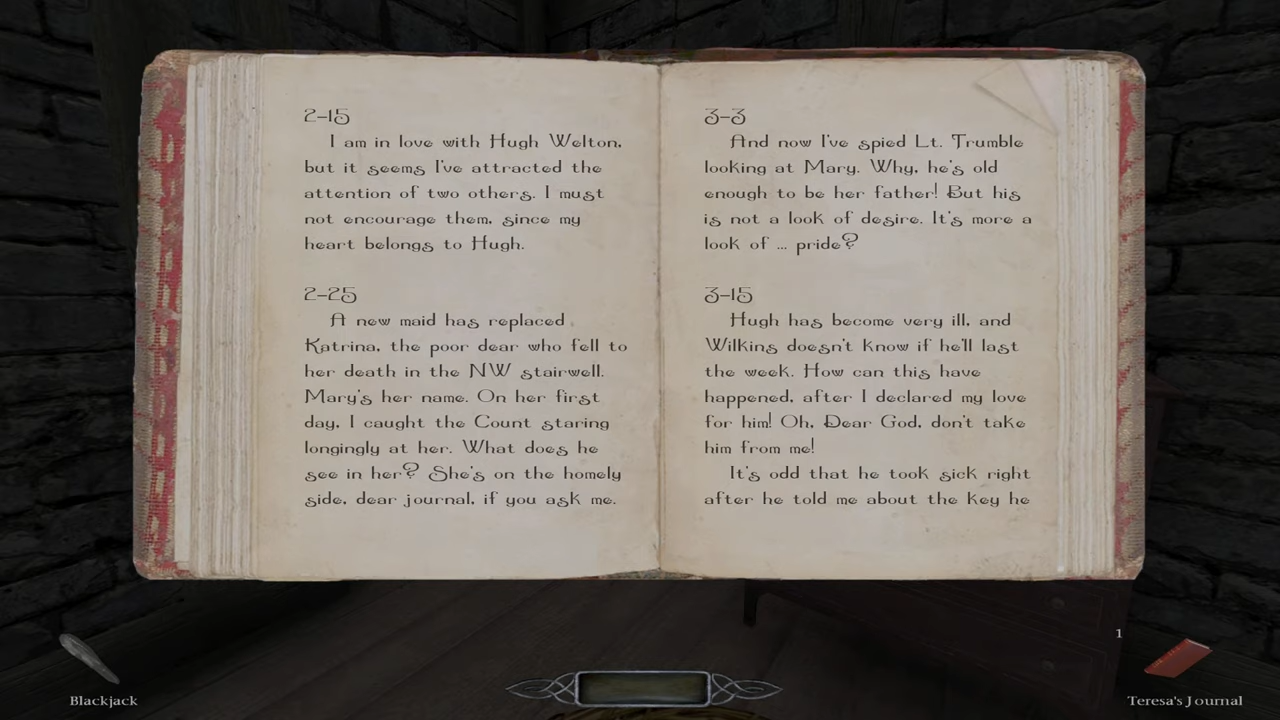 2-15
I am in love with Hugh Welton,
but it seems I've attracted the
attention of two others. I must
not encourage them, since my
heart belongs to Hugh.
2-25
A new maid has replaced
Katrina, the poor dear who fell to
her death in the NW stairwell.
Mary's her name. On her first
day, I caught the Count staring
longingly at her. What does he
see in her? She's on the homely
side, dear journal, if you ask me.
3-3
And now I've spied Lt. Trumble
looking at Mary. Why, he's old
enough to be her father! But his
is not a look of desire. It's more a
look of ... pride?
3-15
Hugh has become very ill, and
Wilkins doesn't know if he'll last
the week. How can this have
happened, after I declared my love
for him! Oh, Dear God, don't take
him from me!
It's odd that he took sick right
after he told me about the key he
Blackjack
1
Teresa's Journal